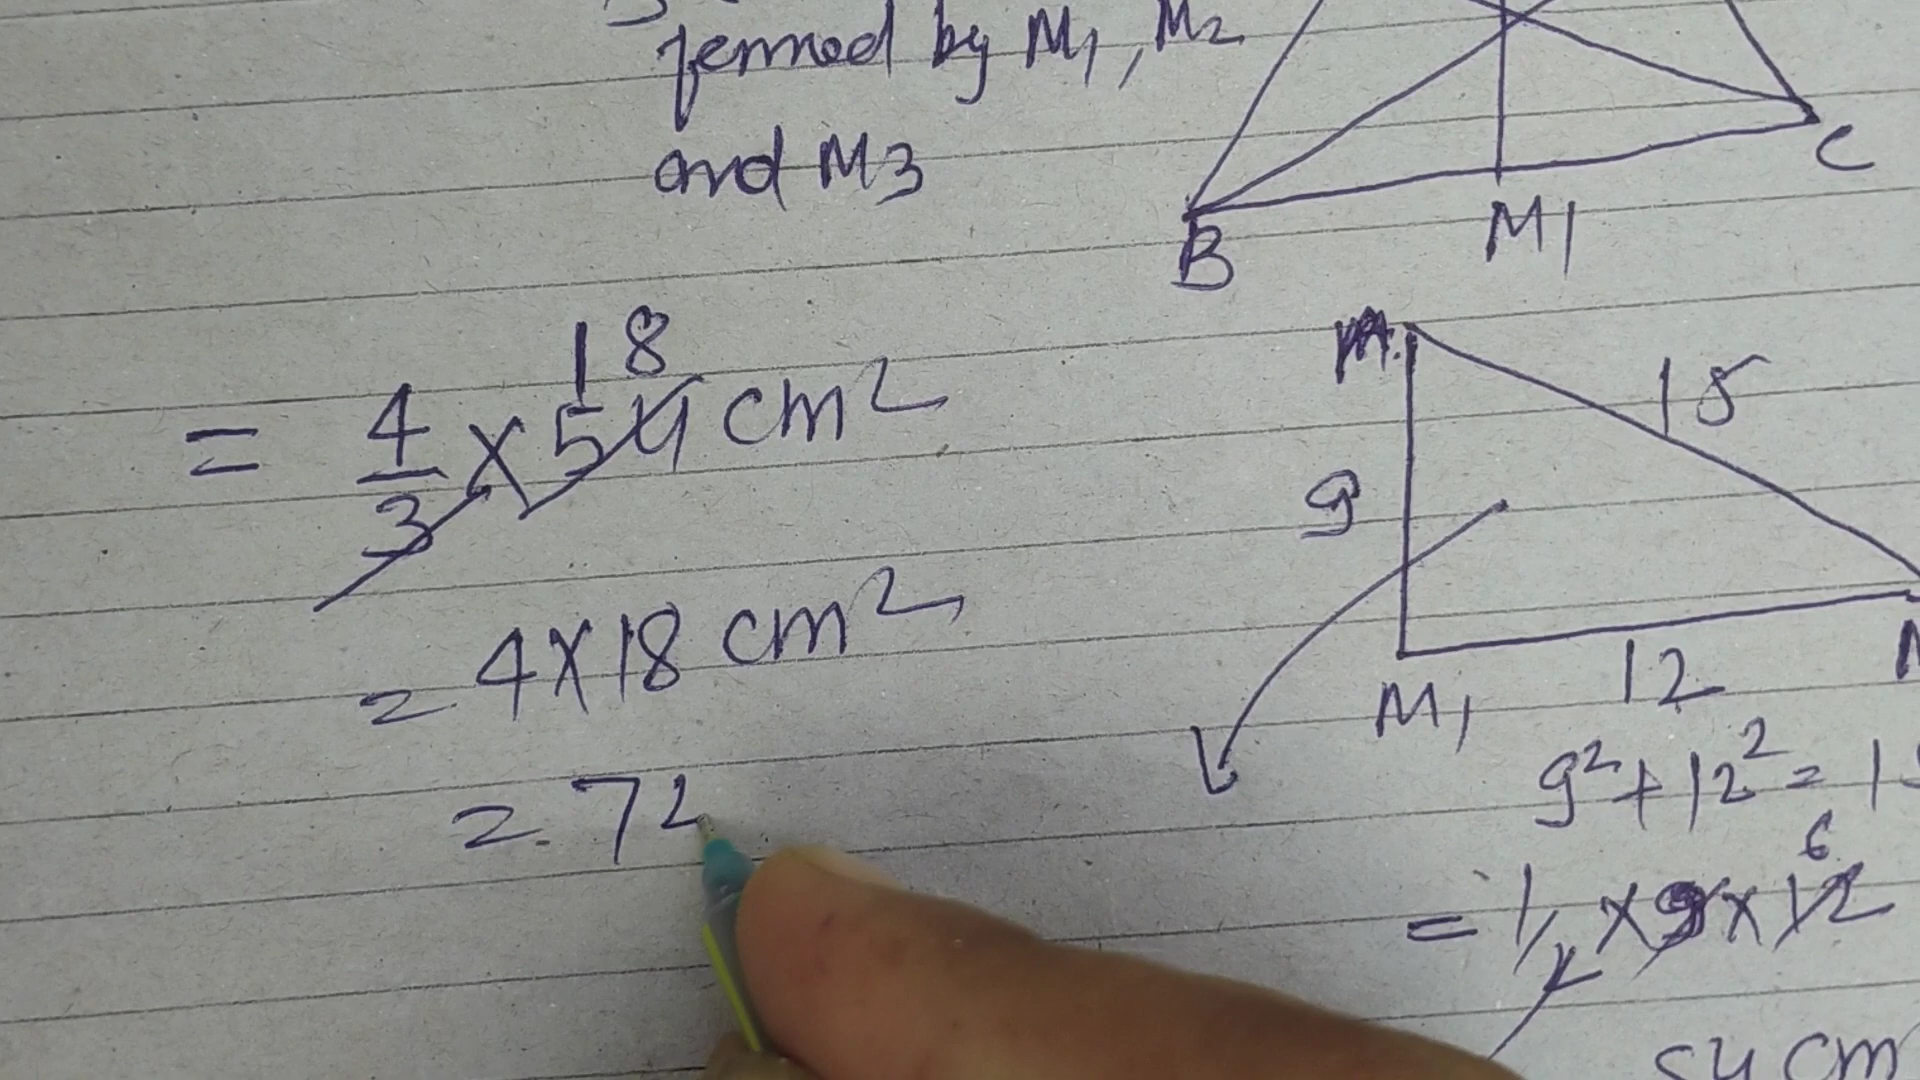 formed by M1, M2
and M3
B
M1
C
18
= 4/3 × 54 cm²
= 4×18 cm²
= 72
9
15
12
M1
9² + 12² = 1
6
= 1/2 × 9 × 12
54 cm